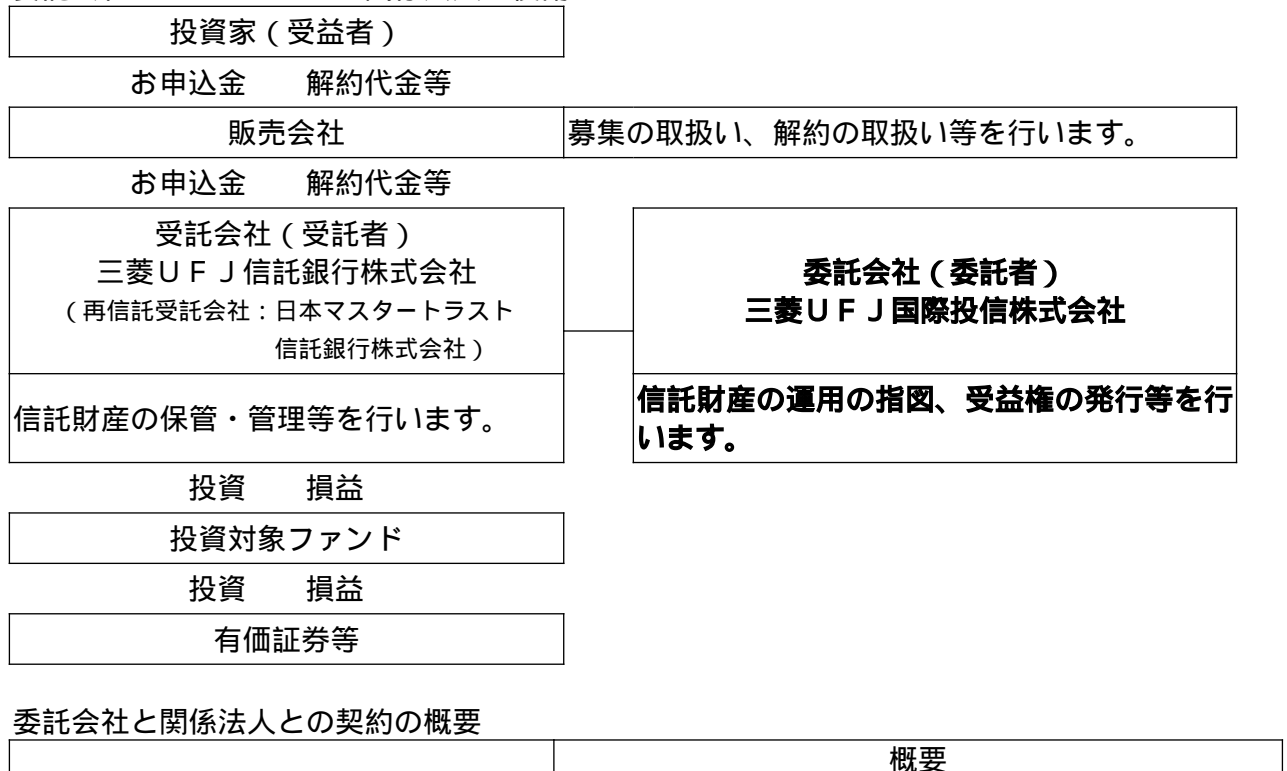 投資家（受益者）
お申込金　　解約代金等
販売会社　募集の取扱い、解約の取扱い等を行います。
お申込金　　解約代金等
受託会社（受託者）
三菱ＵＦＪ信託銀行株式会社
（再信託受託会社：日本マスタートラスト
信託銀行株式会社）
委託会社（委託者）
三菱ＵＦＪ国際投信株式会社
信託財産の保管・管理等を行います。
信託財産の運用の指図、受益権の発行等を行
います。
投資　　損益
投資対象ファンド
投資　　損益
有価証券等
委託会社と関係法人との契約の概要
概要